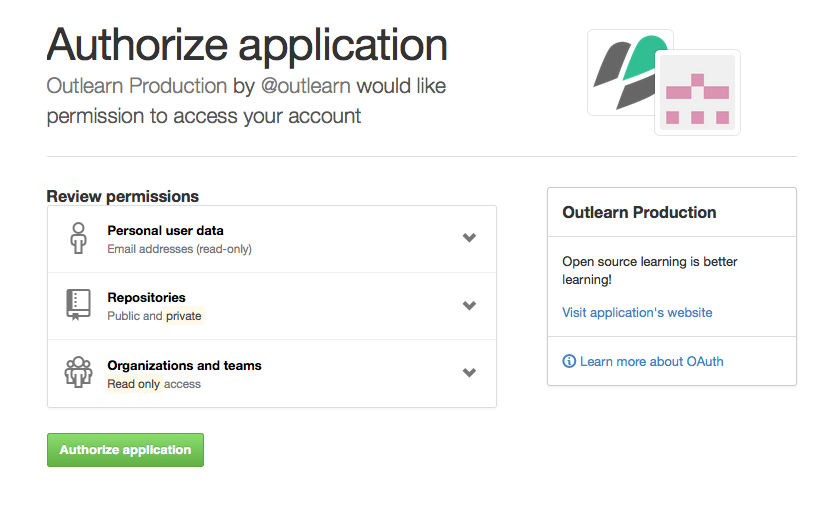 Authorize application
Outlearn Production by @outlearn would like
permission to access your account
Review permissions
Personal user data
Email addresses (read-only)
Repositories
Public and private
Organizations and teams
Read only access
Authorize application
Outlearn Production
Open source learning is better
learning!
Visit application's website
Learn more about OAuth